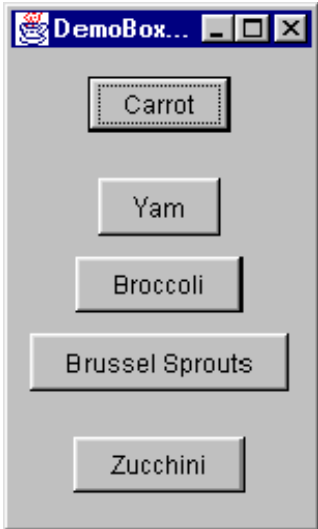 DemoBox...
Carrot
Yam
Broccoli
Brussel Sprouts
Zucchini